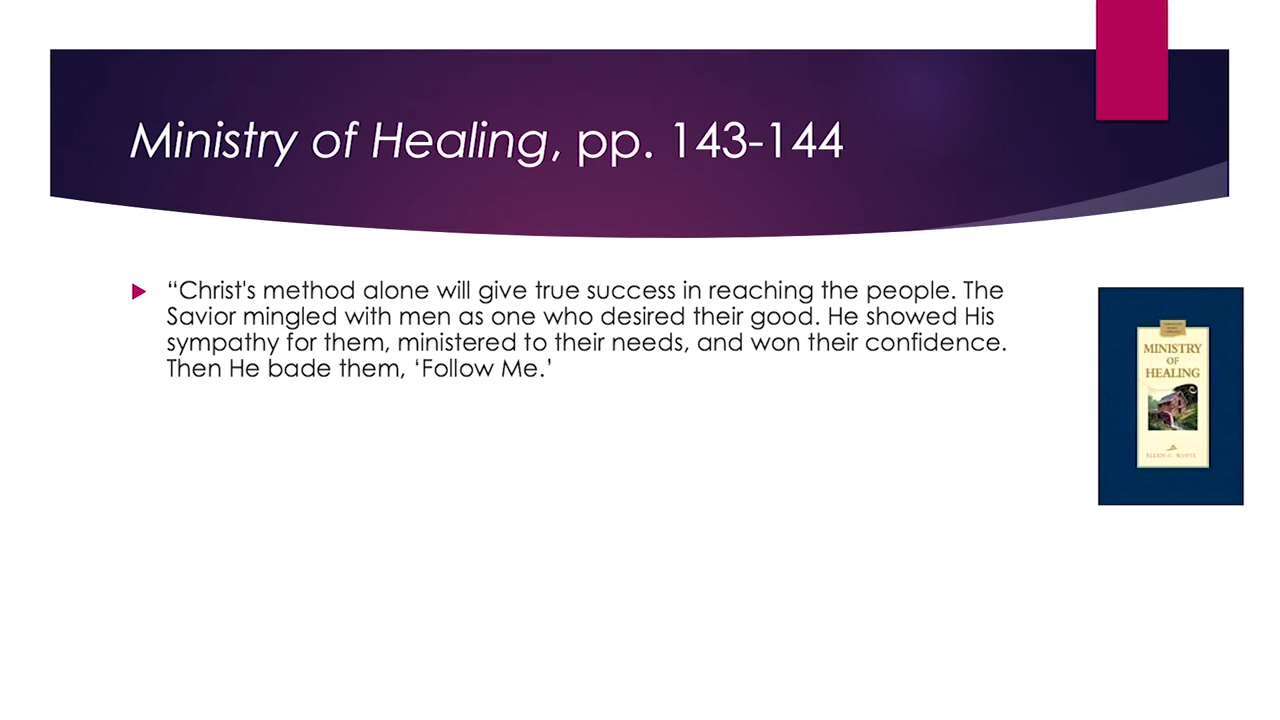 Ministry of Healing, pp. 143-144
“Christ's method alone will give true success in reaching the people. The
Savior mingled with men as one who desired their good. He showed His
sympathy for them, ministered to their needs, and won their confidence.
Then He bade them, ‘Follow Me.’
MINISTRY
OF
HEALING
ELLEN G. WHITE